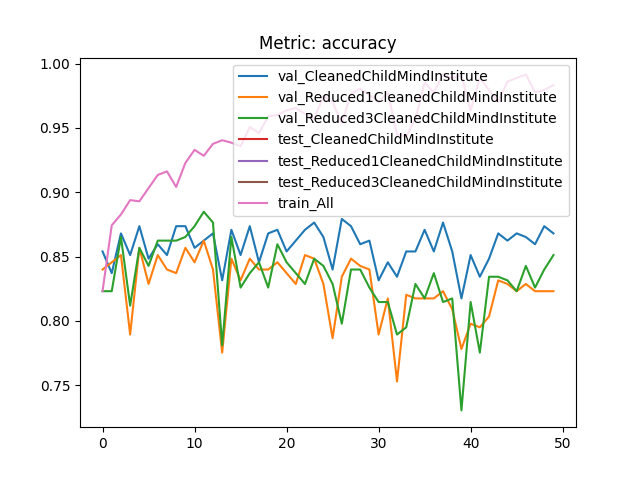 Metric: accuracy
1.00
0.95
0.90
0.85
0.80
0.75
val_CleanedChildMindInstitute
val_Reduced1CleanedChildMindInstitute
val_Reduced3CleanedChildMindInstitute
test_CleanedChildMindInstitute
test_Reduced1CleanedChildMindInstitute
test_Reduced3CleanedChildMindInstitute
train_All
0 10 20 30 40 50